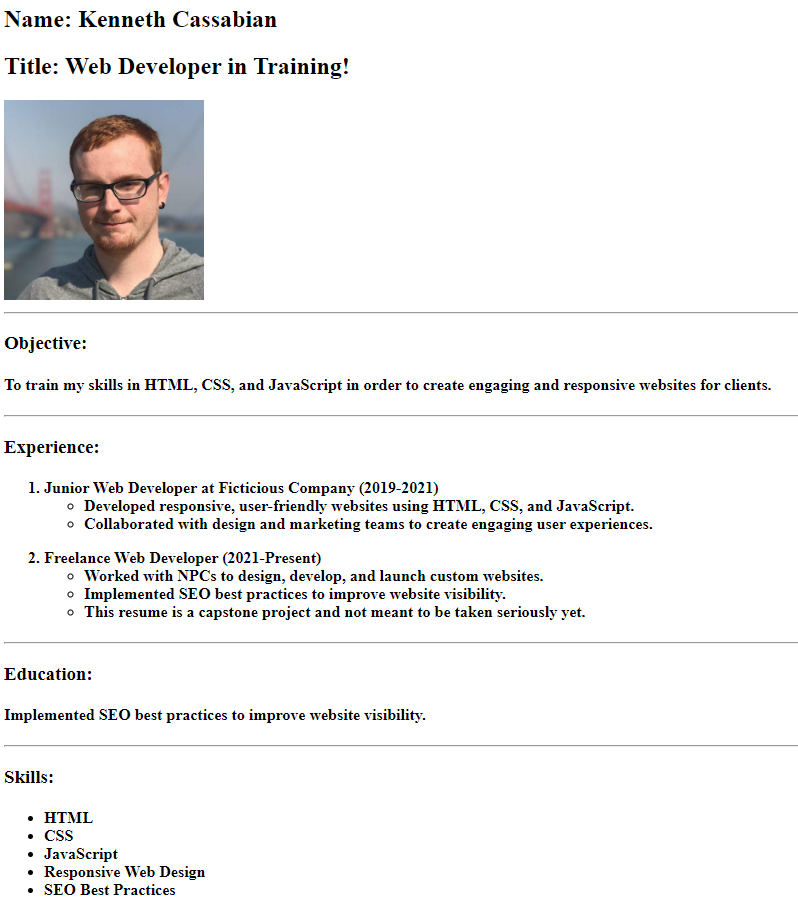 Name: Kenneth Cassabian
Title: Web Developer in Training!
Objective:
To train my skills in HTML, CSS, and JavaScript in order to create engaging and responsive websites for clients.
Experience:
1. Junior Web Developer at Ficticious Company (2019-2021)
Developed responsive, user-friendly websites using HTML, CSS, and JavaScript.
Collaborated with design and marketing teams to create engaging user experiences.
2. Freelance Web Developer (2021-Present)
Worked with NPCs to design, develop, and launch custom websites.
Implemented SEO best practices to improve website visibility.
This resume is a capstone project and not meant to be taken seriously yet.
Education:
Implemented SEO best practices to improve website visibility.
Skills:
HTML
CSS
JavaScript
Responsive Web Design
SEO Best Practices